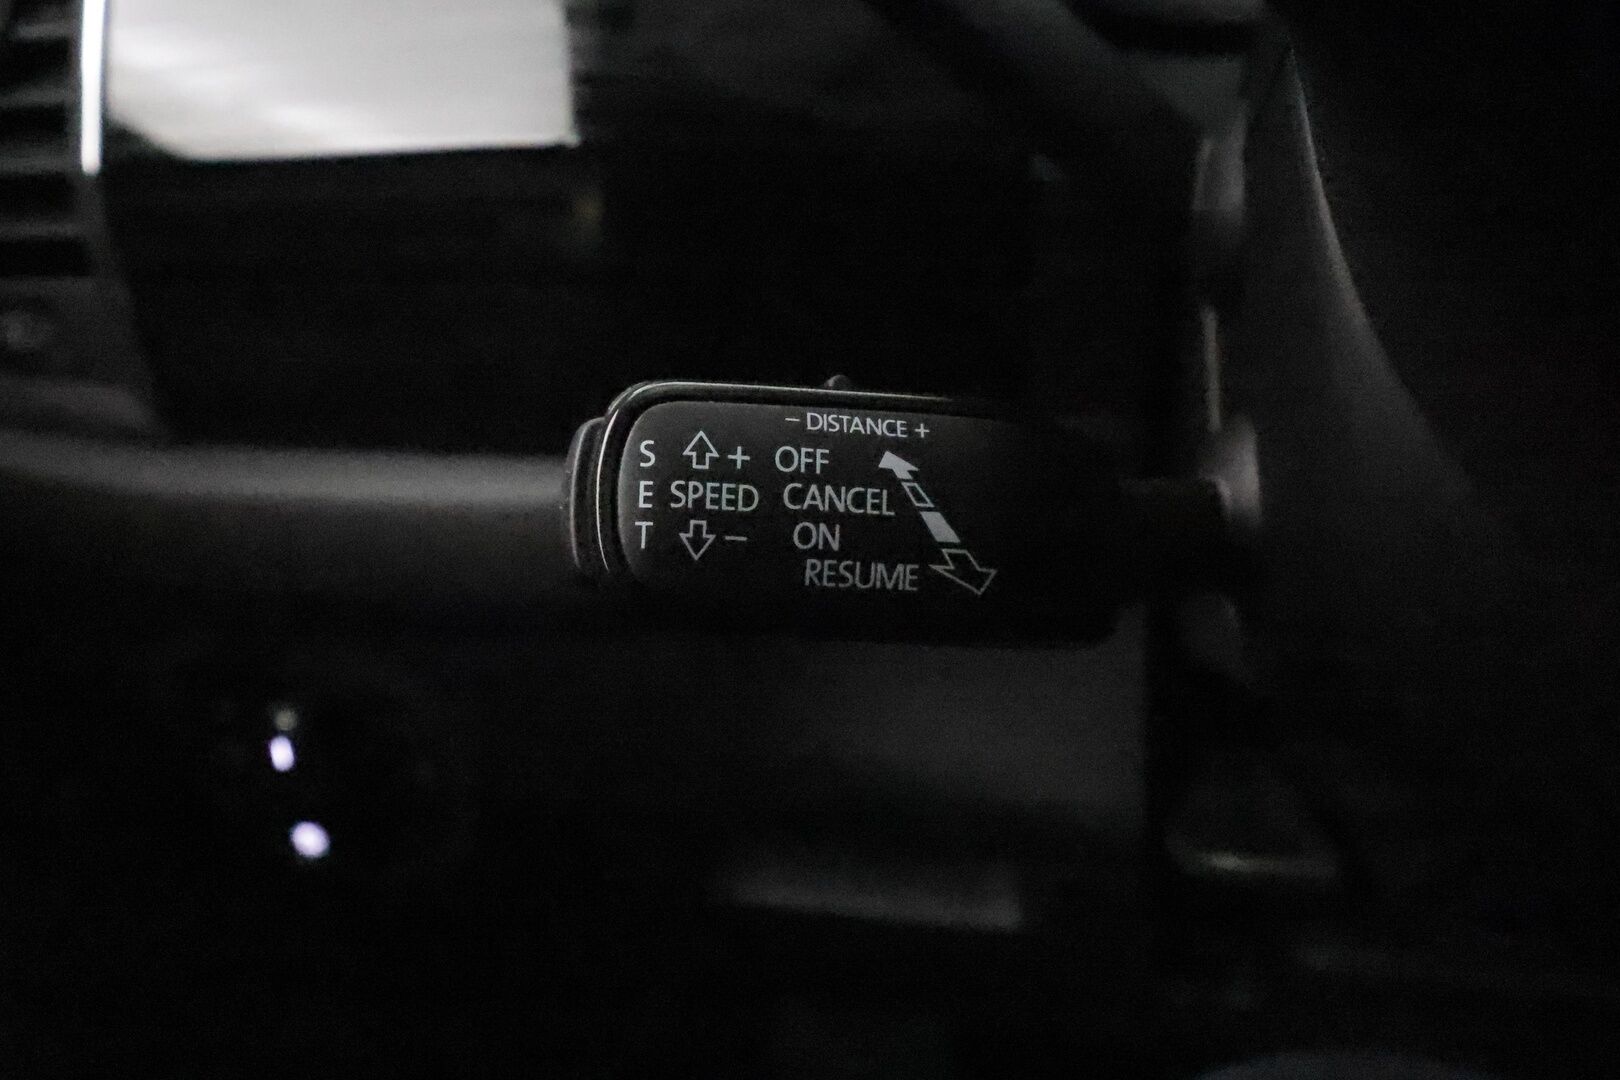 – DISTANCE +
S + OFF
E SPEED CANCEL
T – ON
RESUME